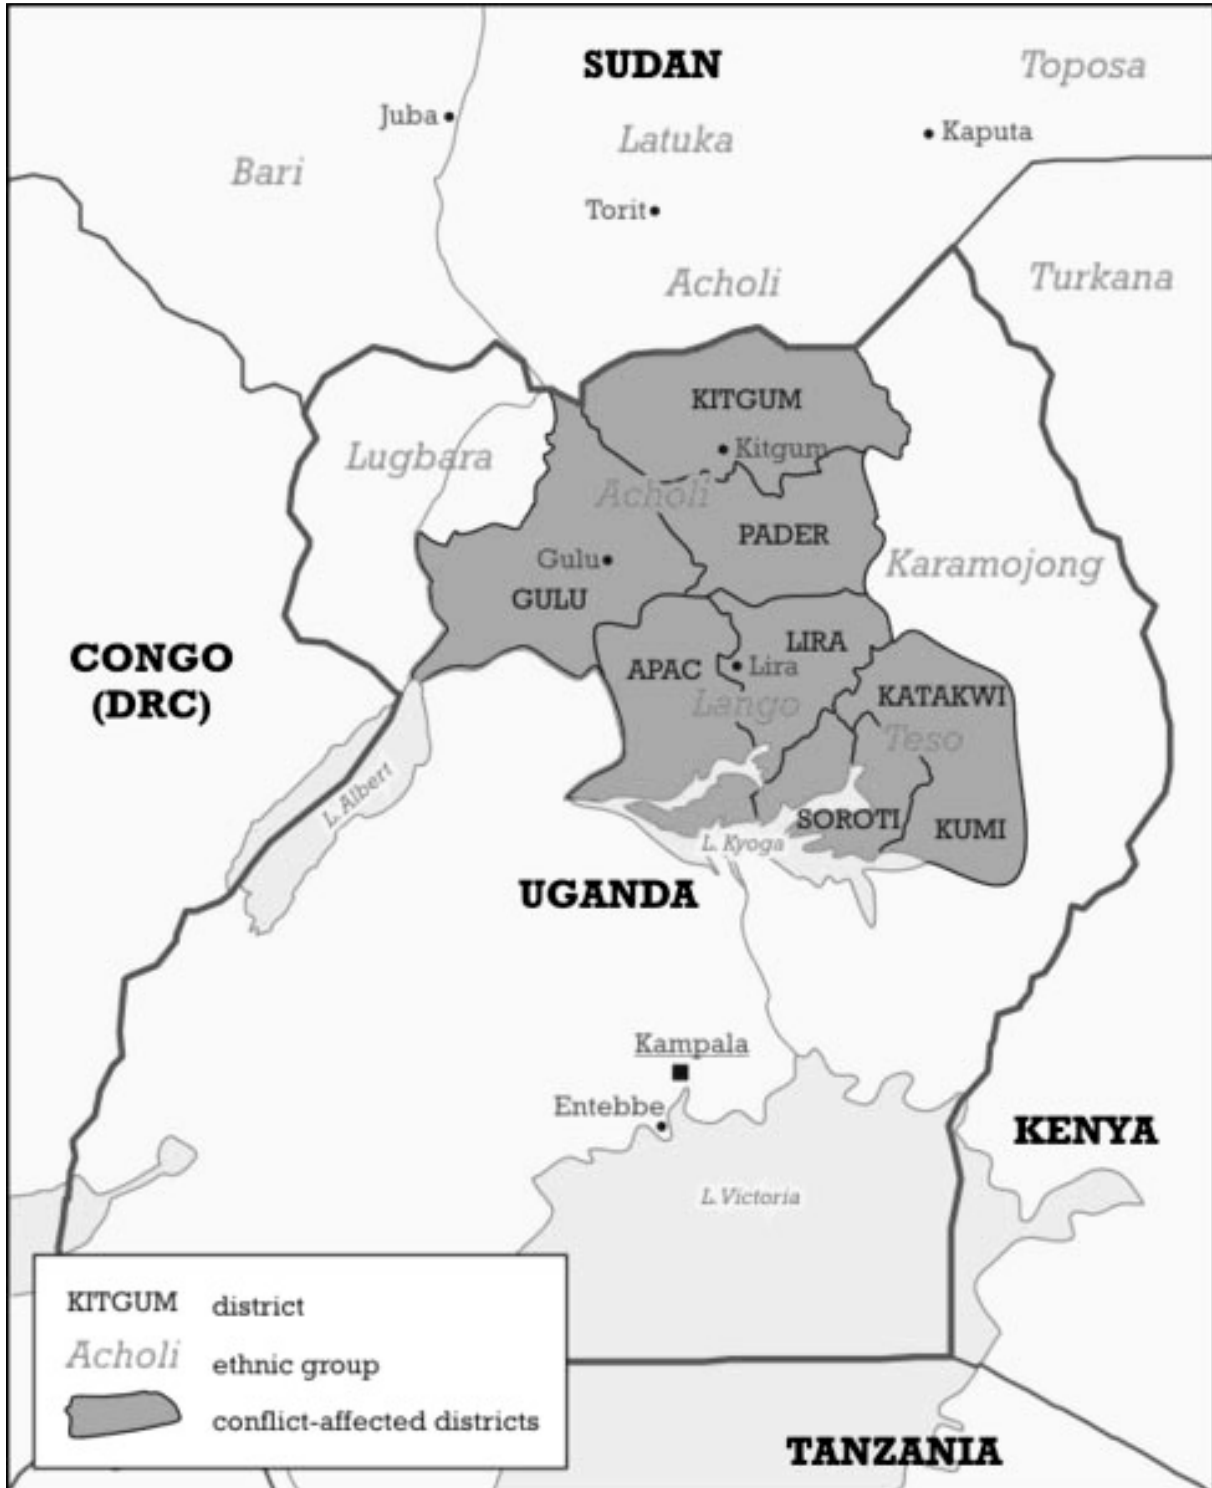 SUDAN
Toposa
Juba
Kaputa
Latuka
Bari
Torit
Acholi
Turkana
KITGUM
Kitgum
Lugbara
Acholi
PADER
Gulu
Karamojong
GULU
CONGO
(DRC)
LIRA
APAC
Lira
KATAKWI
Lango
Teso
L. Albert
SOROTI
KUMI
L. Kyoga
UGANDA
Kampala
Entebbe
KENYA
L. Victoria
KITGUM district
Acholi ethnic group
conflict-affected districts
TANZANIA